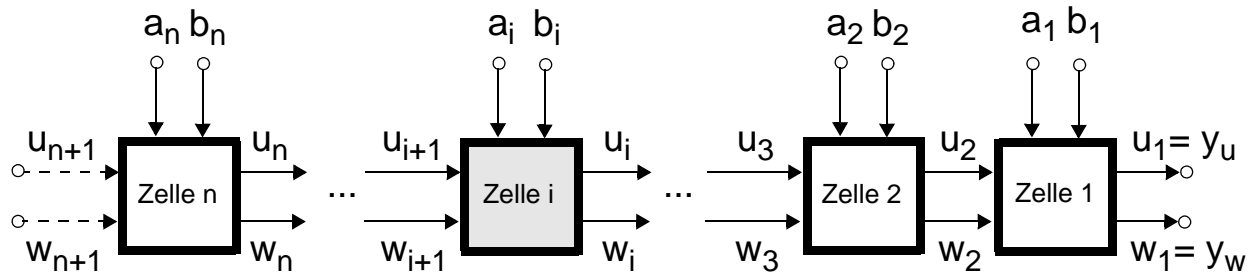 aₙ bₙ aᵢ bᵢ a₂ b₂ a₁ b₁
uₙ₊₁ uₙ uᵢ₊₁ uᵢ u₃ u₂ u₁ = y_u
Zelle n ... Zelle i ... Zelle 2 Zelle 1
wₙ₊₁ wₙ wᵢ₊₁ wᵢ w₃ w₂ w₁ = y_w